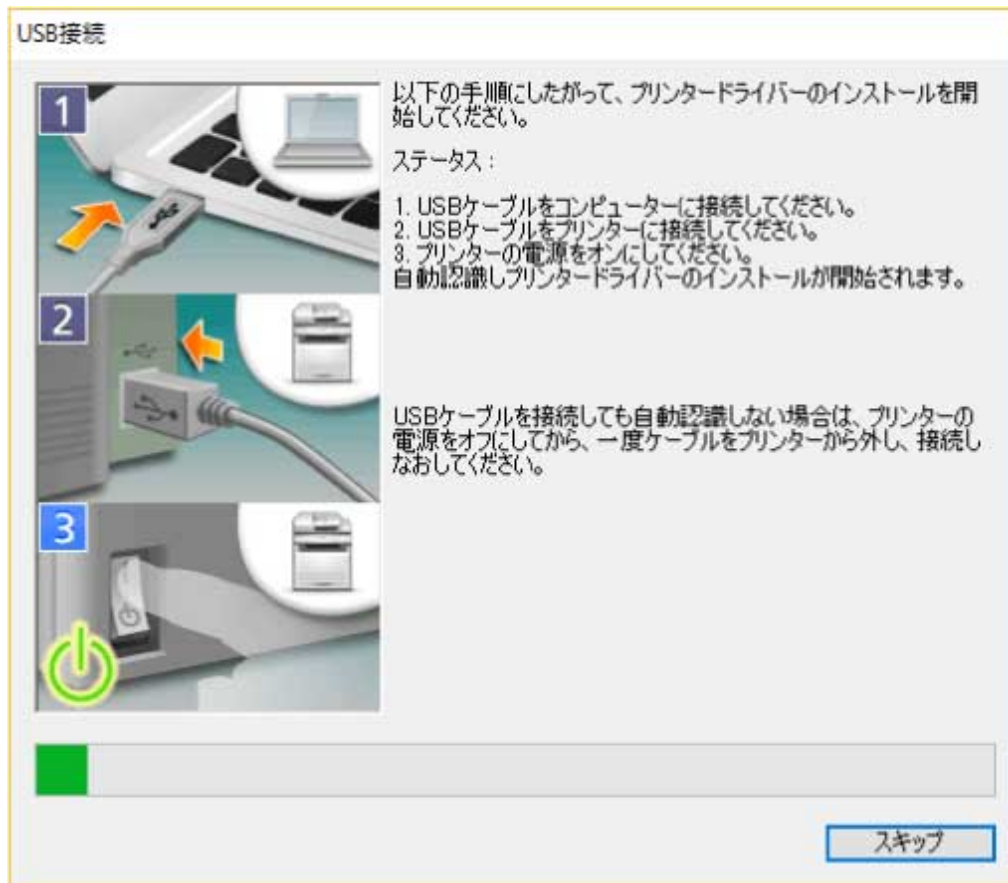 USB接続
1
以下の手順にしたがって、プリンタードライバーのインストールを開
始してください。
ステータス :
1. USBケーブルをコンピューターに接続してください。
2. USBケーブルをプリンターに接続してください。
3. プリンターの電源をオンにしてください。
自動認識しプリンタードライバーのインストールが開始されます。
2
USBケーブルを接続しても自動認識しない場合は、プリンターの
電源をオフにしてから、一度ケーブルをプリンターから外し、接続し
なおしてください。
3
スキップ